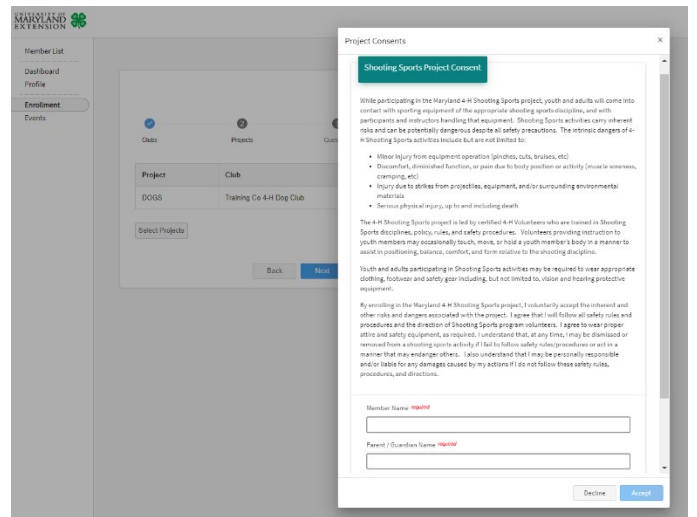 UNIVERSITY OF
MARYLAND
EXTENSION
Member List
Dashboard
Profile
Enrollment
Events
Clubs
2
Projects
Project
Club
DOGS
Training Co 4-H Dog Club
Select Projects
Back
Next
Project Consents
×
Shooting Sports Project Consent
While participating in the Maryland 4-H Shooting Sports project, youth and adults will come into
contact with sporting equipment of the appropriate shooting sports discipline, and with
participants and instructors handling that equipment. Shooting Sports activities carry inherent
risks and can be potentially dangerous despite all safety precautions. The intrinsic dangers of 4-
H Shooting Sports activities include but are not limited to:
• Minor injury from equipment operation (pinches, cuts, bruises, etc)
• Discomfort, diminished function, or pain due to body position or activity (muscle soreness,
cramping, etc)
• Injury due to strikes from projectiles, equipment, and/or surrounding environmental
materials
• Serious physical injury, up to and including death
The 4-H Shooting Sports project is led by certified 4-H Volunteers who are trained in Shooting
Sports disciplines, policy, rules, and safety procedures. Volunteers providing instruction to
youth members may occasionally touch, move, or hold a youth member's body in a manner to
assist in positioning, balance, comfort, and form relative to the shooting discipline.
Youth and adults participating in Shooting Sports activities may be required to wear appropriate
clothing, footwear and safety gear including, but not limited to, vision and hearing protective
equipment.
By enrolling in the Maryland 4-H Shooting Sports project, I voluntarily accept the inherent and
other risks and dangers associated with the project. I agree that I will follow all safety rules and
procedures and the direction of Shooting Sports program volunteers. I agree to wear proper
attire and safety equipment, as required. I understand that, at any time, I may be dismissed or
removed from a shooting sports activity if I fail to follow safety rules/procedures or act in a
manner that may endanger others. I also understand that I may be personally responsible
and/or liable for any damages caused by my actions if I do not follow these safety rules,
procedures, and directions.
Member Name required
Parent / Guardian Name required
Decline
Accept